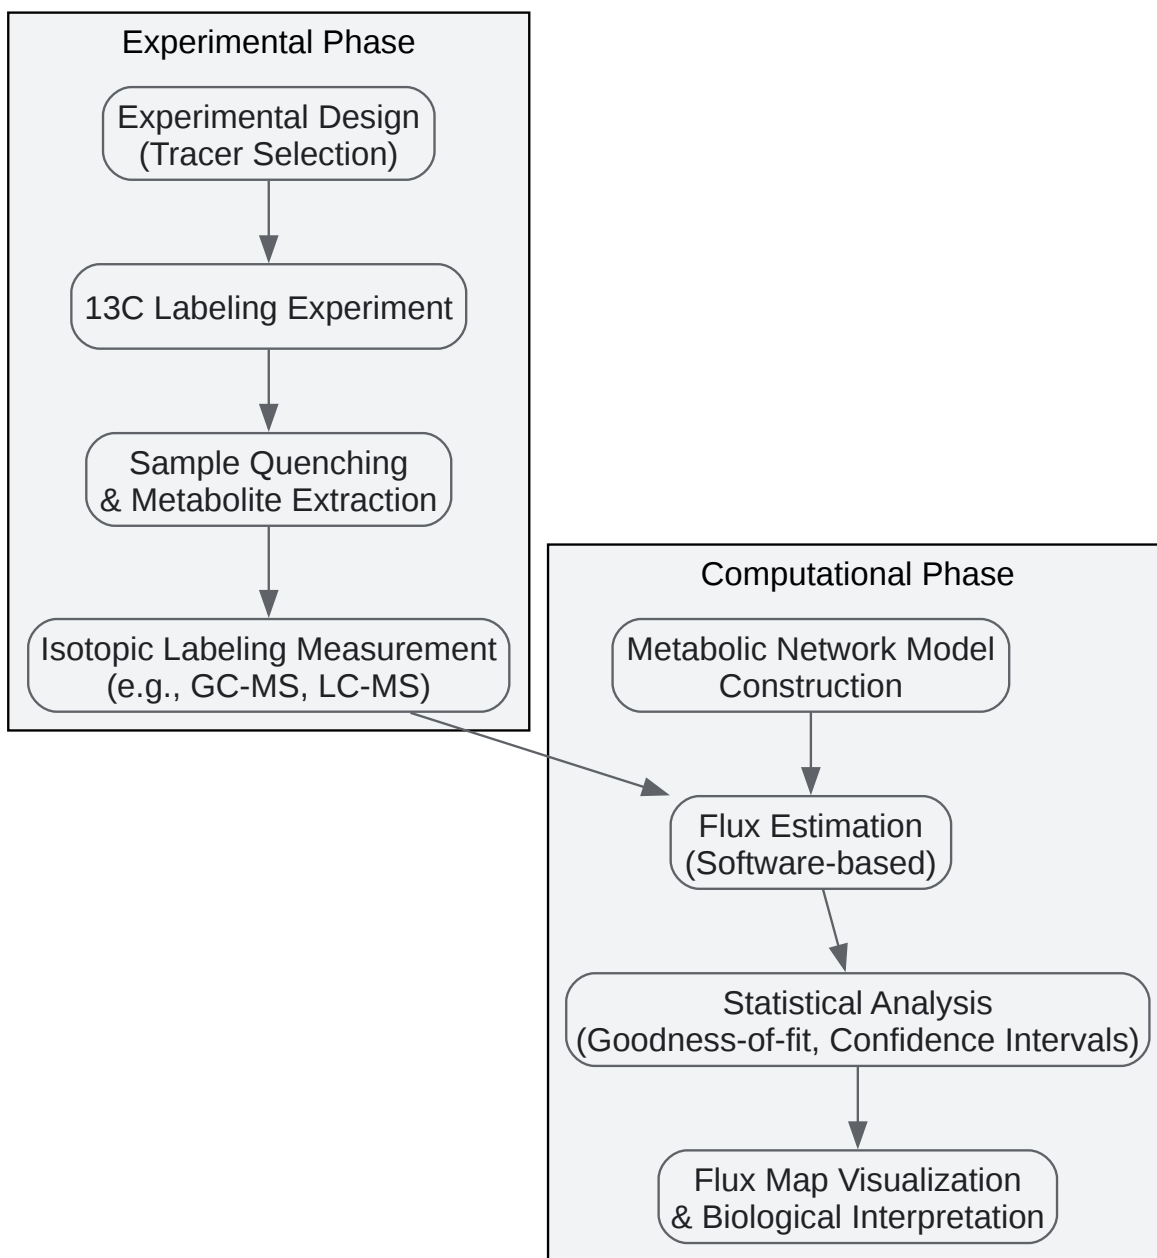 Experimental Phase
Experimental Design
(Tracer Selection)
13C Labeling Experiment
Sample Quenching
& Metabolite Extraction
Isotopic Labeling Measurement
(e.g., GC-MS, LC-MS)
Computational Phase
Metabolic Network Model
Construction
Flux Estimation
(Software-based)
Statistical Analysis
(Goodness-of-fit, Confidence Intervals)
Flux Map Visualization
& Biological Interpretation